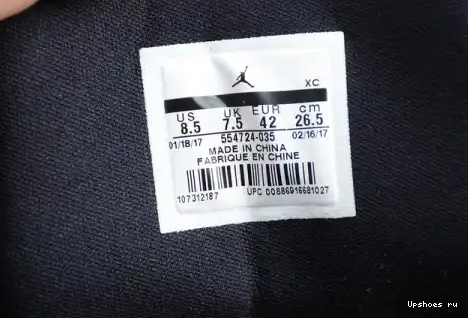 XC
US UK EUR cm
8.5 7.5 42 26.5
01/18/17 554724-035 02/16/17
MADE IN CHINA
FABRIQUE EN CHINE
107312187 UPC 00886916681027
Upshoes ru